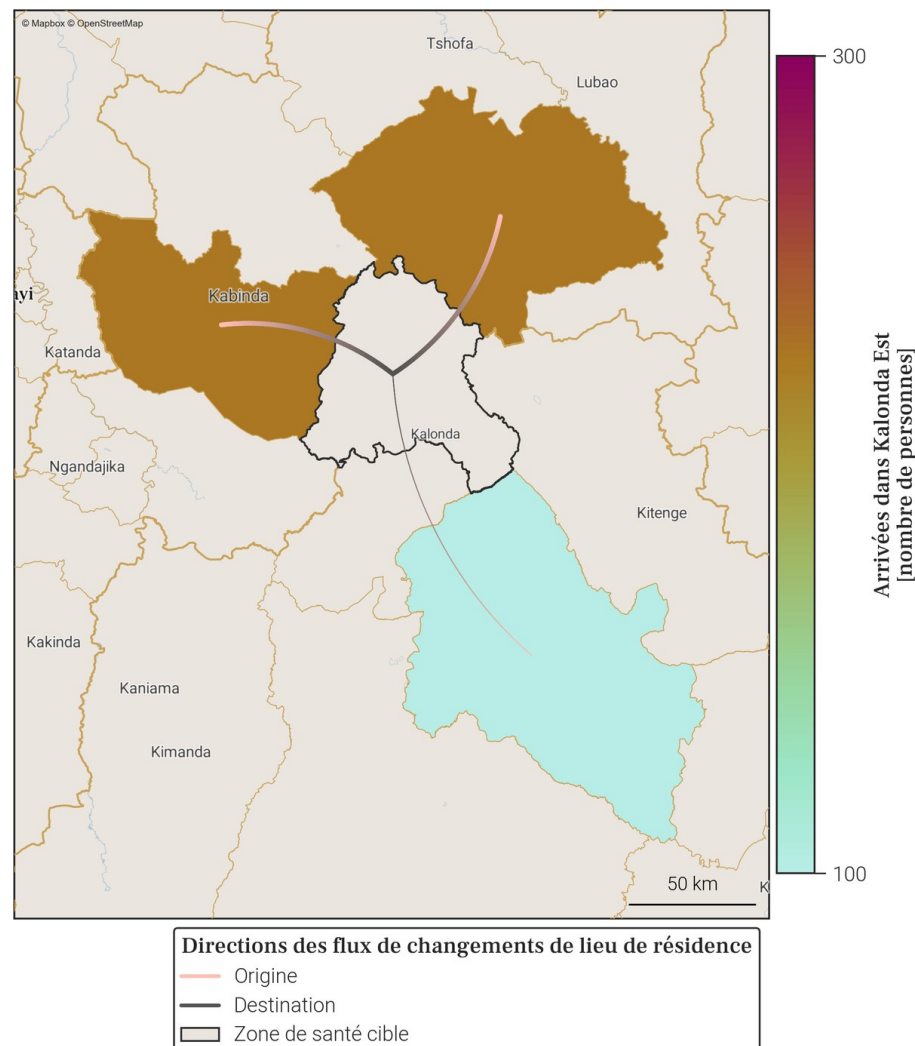 © Mapbox © OpenStreetMap
Tshofa
Lubao
300
Kabinda
ayi
Katanda
Kalonda
Ngandajika
Kitenge
Arrivées dans Kalonda Est
[nombre de personnes]
Kakinda
Kaniama
Kimanda
100
50 km
K
Directions des flux de changements de lieu de résidence
Origine
Destination
Zone de santé cible